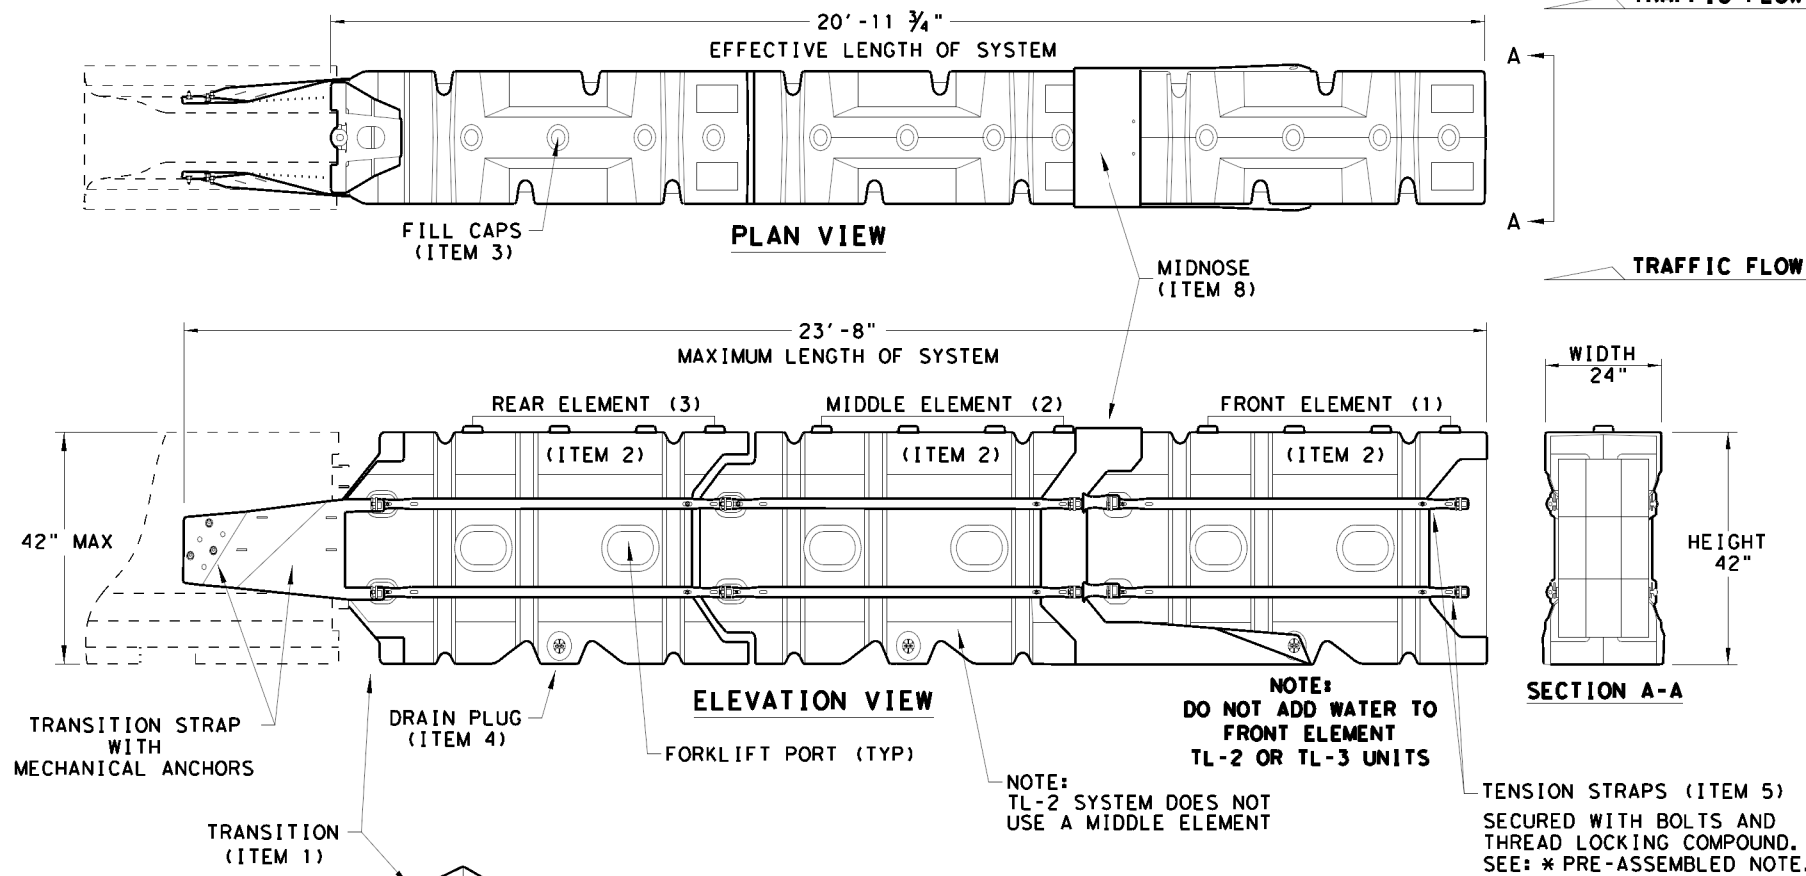 TRAFFIC FLOW
20'-11 3/4"
EFFECTIVE LENGTH OF SYSTEM
A
A
FILL CAPS
(ITEM 3)
PLAN VIEW
MIDNOSE
(ITEM 8)
TRAFFIC FLOW
23'-8"
MAXIMUM LENGTH OF SYSTEM
WIDTH
24"
REAR ELEMENT (3)
MIDDLE ELEMENT (2)
FRONT ELEMENT (1)
(ITEM 2)
(ITEM 2)
(ITEM 2)
42" MAX
HEIGHT
42"
TRANSITION STRAP
WITH
MECHANICAL ANCHORS
DRAIN PLUG
(ITEM 4)
ELEVATION VIEW
FORKLIFT PORT (TYP)
NOTE:
DO NOT ADD WATER TO
FRONT ELEMENT
TL-2 OR TL-3 UNITS
SECTION A-A
NOTE:
TL-2 SYSTEM DOES NOT
USE A MIDDLE ELEMENT
TENSION STRAPS (ITEM 5)
SECURED WITH BOLTS AND
THREAD LOCKING COMPOUND.
SEE: * PRE-ASSEMBLED NOTE.
TRANSITION
(ITEM 1)